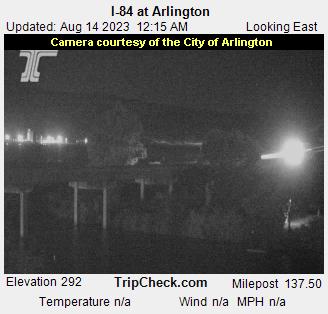 I-84 at Arlington
Updated: Aug 14 2023 12:15 AM Looking East
Camera courtesy of the City of Arlington
Elevation 292 TripCheck.com Milepost 137.50
Temperature n/a Wind n/a MPH n/a